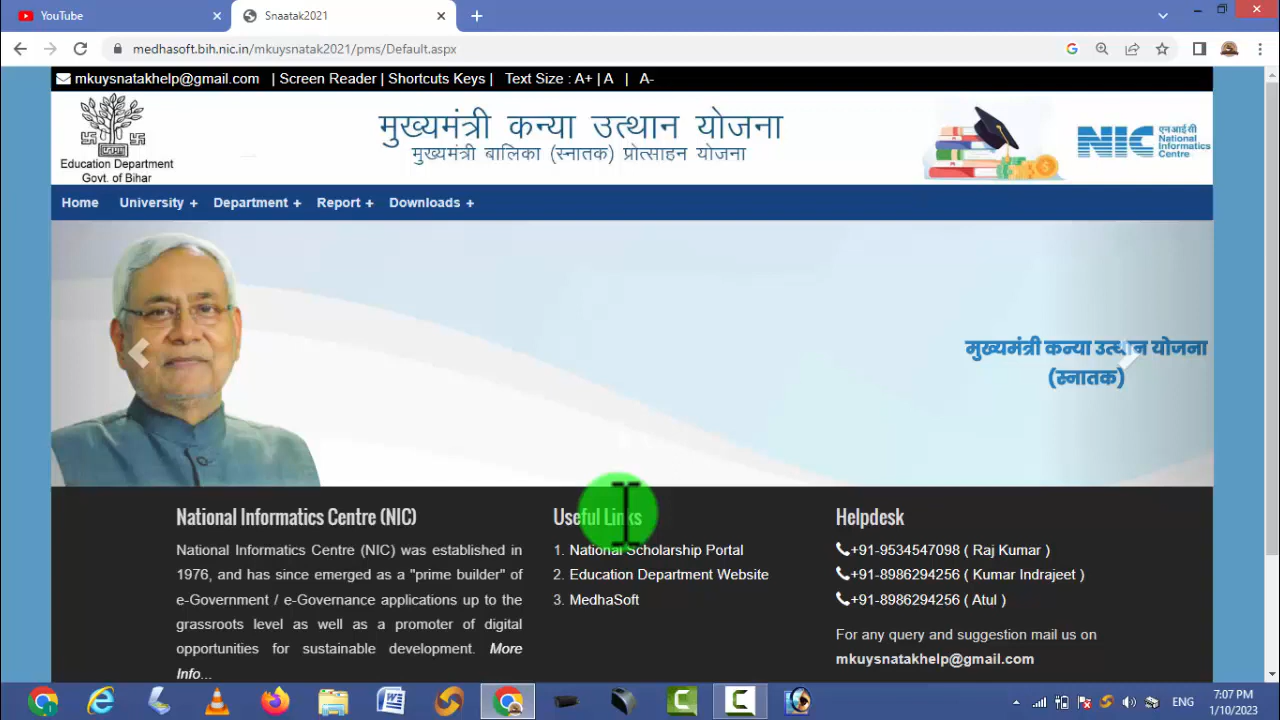 YouTube
Snaatak2021
medhasoft.bih.nic.in/mkuysnatak2021/pms/Default.aspx
mkuysnatakhelp@gmail.com | Screen Reader | Shortcuts Keys | Text Size : A+ | A | A-
Education Department
Govt. of Bihar
मुख्यमंत्री कन्या उत्थान योजना
मुख्यमंत्री बालिका (स्नातक) प्रोत्साहन योजना
NIC
एन आई सी
National
Informatics
Centre
Home University + Department + Report + Downloads +
मुख्यमंत्री कन्या उत्थान योजना
(स्नातक)
National Informatics Centre (NIC)
National Informatics Centre (NIC) was established in
1976, and has since emerged as a "prime builder" of
e-Government / e-Governance applications up to the
grassroots level as well as a promoter of digital
opportunities for sustainable development. More
Info...
Useful Links
1. National Scholarship Portal
2. Education Department Website
3. MedhaSoft
Helpdesk
+91-9534547098 ( Raj Kumar )
+91-8986294256 ( Kumar Indrajeet )
+91-8986294256 ( Atul )
For any query and suggestion mail us on
mkuysnatakhelp@gmail.com
ENG
7:07 PM
1/10/2023